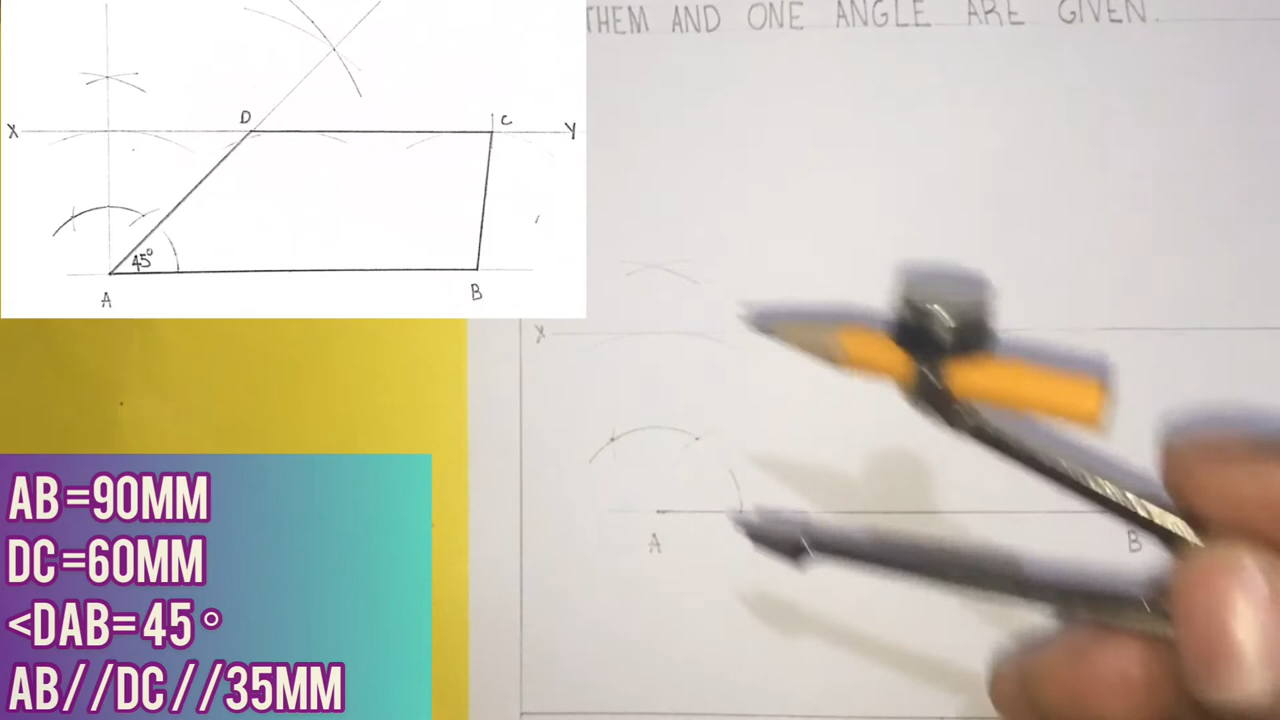 THEM AND ONE ANGLE ARE GIVEN.
D
C
X
Y
45°
A
B
X
A
B
AB=90MM
DC=60MM
<DAB=45°
AB//DC//35MM